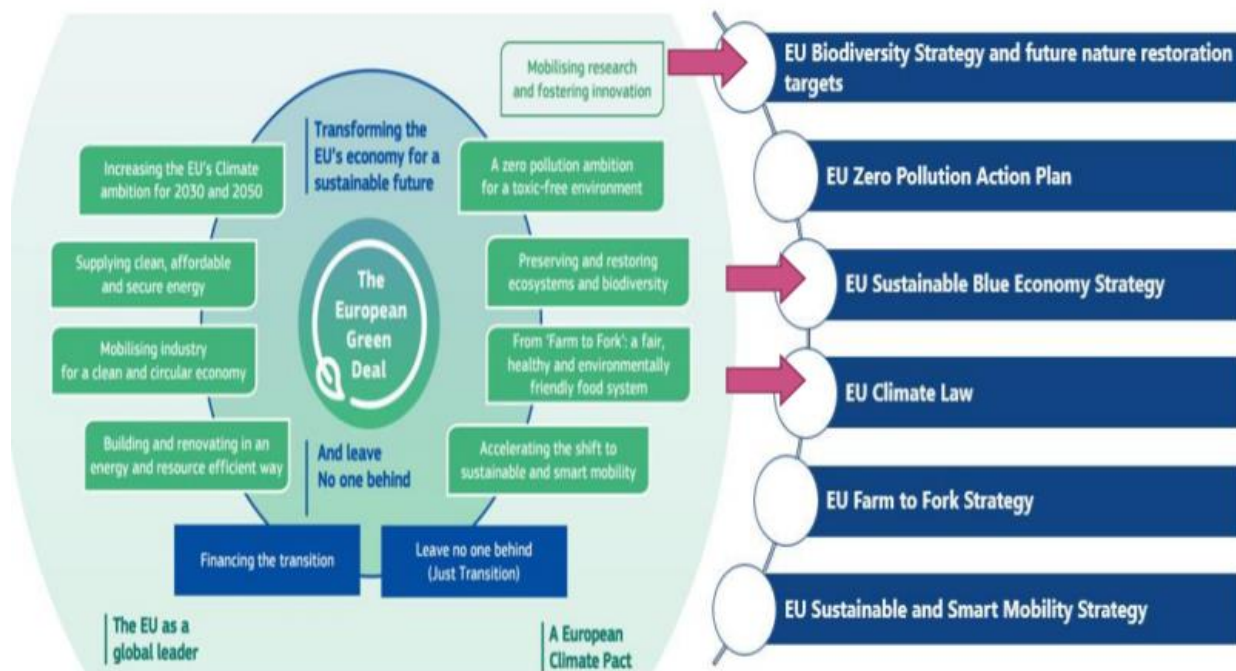 Mobilising research
and fostering innovation
Transforming the
EU's economy for a
sustainable future
Increasing the EU's Climate
ambition for 2030 and 2050
A zero pollution ambition
for a toxic-free environment
Supplying clean, affordable
and secure energy
Preserving and restoring
ecosystems and biodiversity
The
European
Green
Deal
Mobilising industry
for a clean and circular economy
From 'Farm to Fork': a fair,
healthy and environmentally
friendly food system
Building and renovating in an
energy and resource efficient way
And leave
No one behind
Accelerating the shift to
sustainable and smart mobility
Financing the transition
Leave no one behind
(Just Transition)
The EU as a
global leader
A European
Climate Pact
EU Biodiversity Strategy and future nature restoration
targets
EU Zero Pollution Action Plan
EU Sustainable Blue Economy Strategy
EU Climate Law
EU Farm to Fork Strategy
EU Sustainable and Smart Mobility Strategy